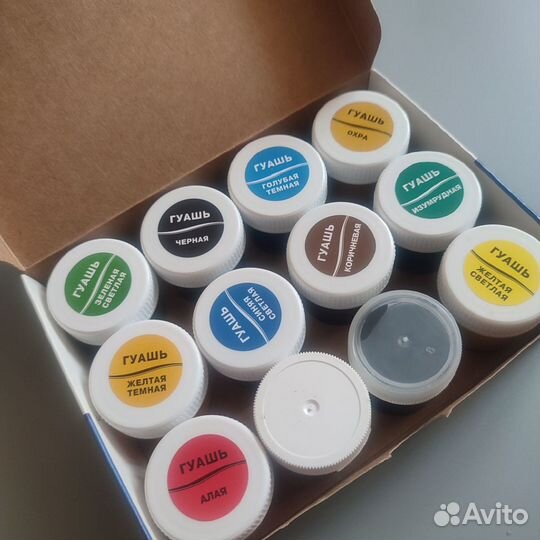 ГУАШЬ
ОХРА
ГУАШЬ
ГОЛУБАЯ
ТЕМНАЯ
ГУАШЬ
ИЗУМРУДНАЯ
ГУАШЬ
ЧЕРНАЯ
ГУАШЬ
КОРИЧНЕВАЯ
ГУАШЬ
ЖЕЛТАЯ
СВЕТЛАЯ
ГУАШЬ
ЗЕЛЕНАЯ
СВЕТЛАЯ
ГУАШЬ
СИНЯЯ
СВЕТЛАЯ
ГУАШЬ
ЖЕЛТАЯ
ТЕМНАЯ
ГУАШЬ
АЛАЯ
Avito